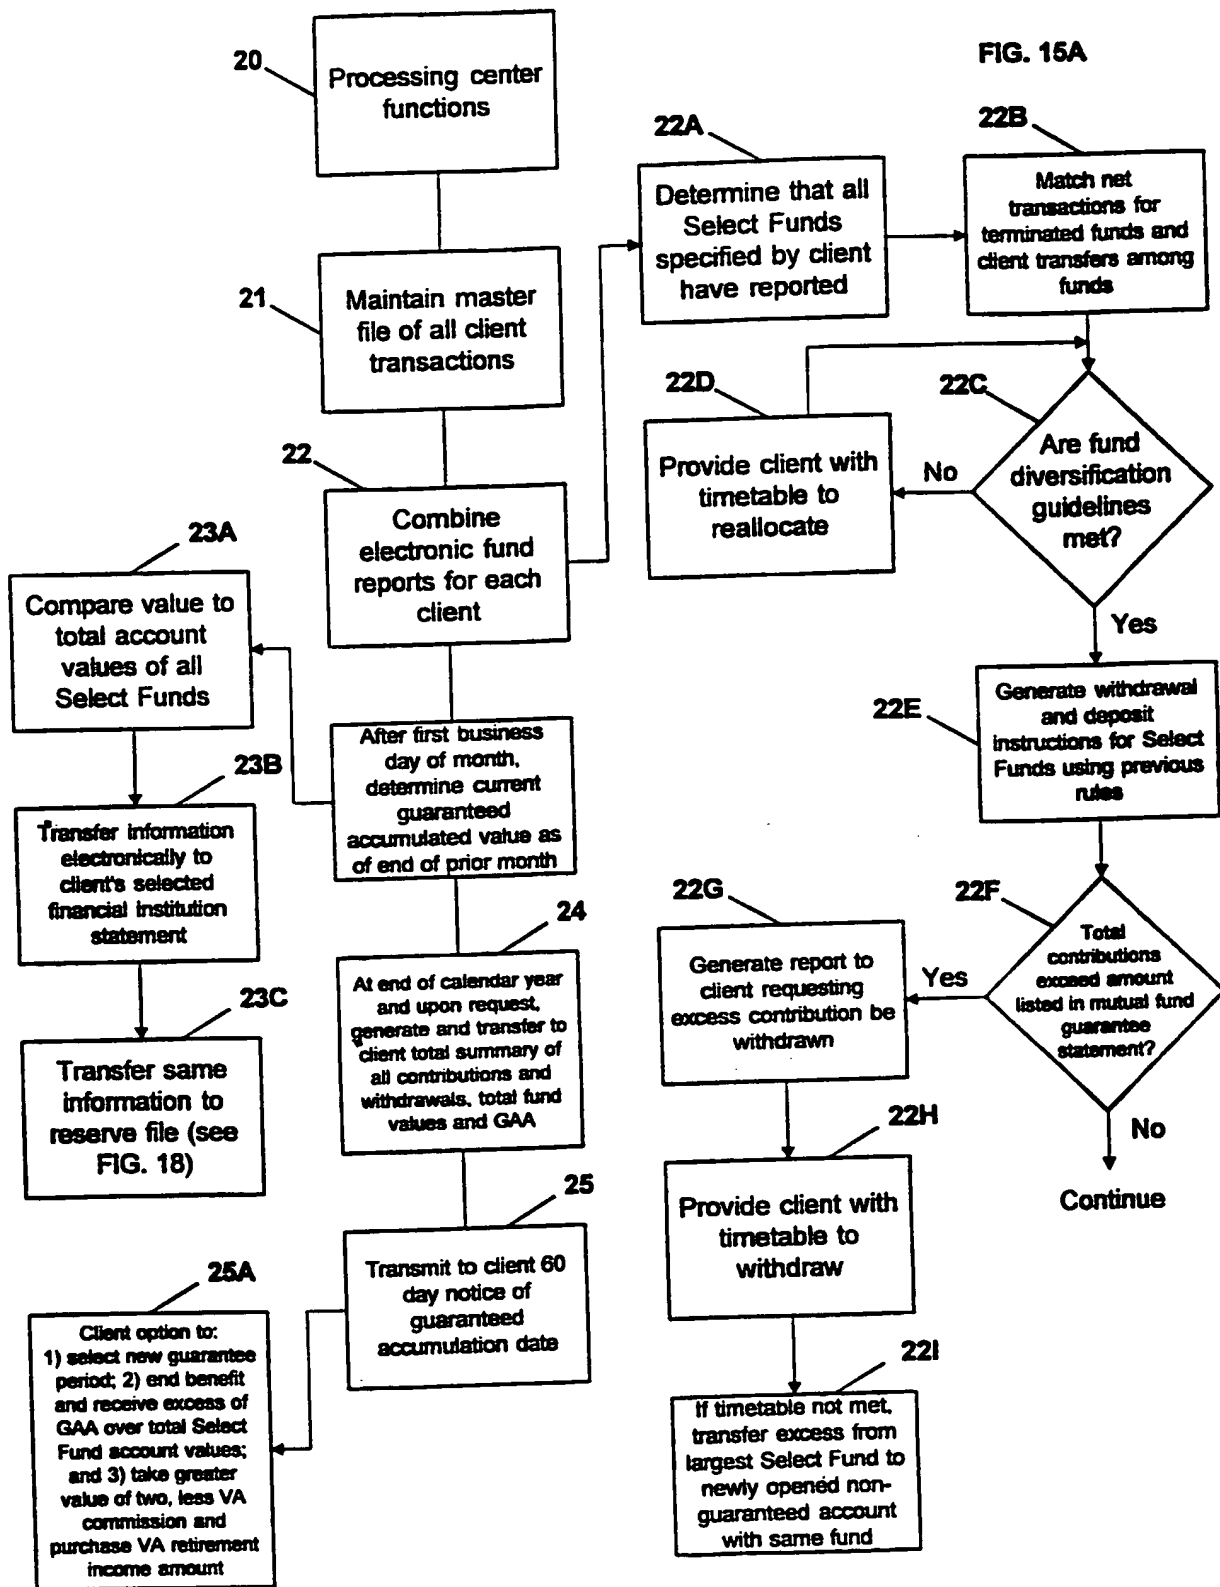 FIG. 15A
20
Processing center
functions
21
Maintain master
file of all client
transactions
22
Combine
electronic fund
reports for each
client
22A
Determine that all
Select Funds
specified by client
have reported
22B
Match net
transactions for
terminated funds and
client transfers among
funds
22C
Are fund
diversification
guidelines
met?
No
Yes
22D
Provide client with
timetable to
reallocate
22E
Generate withdrawal
and deposit
instructions for Select
Funds using previous
rules
22F
Total
contributions
exceed amount
listed in mutual fund
guarantee
statement?
Yes
No
Continue
22G
Generate report to
client requesting
excess contribution be
withdrawn
22H
Provide client with
timetable to
withdraw
22I
If timetable not met,
transfer excess from
largest Select Fund to
newly opened non-
guaranteed account
with same fund
After first business
day of month,
determine current
guaranteed
accumulated value as
of end of prior month
23A
Compare value to
total account
values of all
Select Funds
23B
Transfer information
electronically to
client's selected
financial institution
statement
23C
Transfer same
information to
reserve file (see
FIG. 18)
24
At end of calendar year
and upon request,
generate and transfer to
client total summary of
all contributions and
withdrawals, total fund
values and GAA
25
Transmit to client 60
day notice of
guaranteed
accumulation date
25A
Client option to:
1) select new guarantee
period; 2) end benefit
and receive excess of
GAA over total Select
Fund account values;
and 3) take greater
value of two, less VA
commission and
purchase VA retirement
income amount